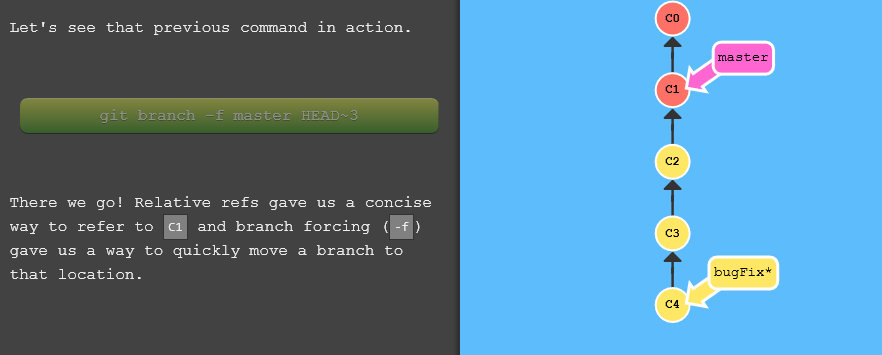 Let's see that previous command in action.
git branch -f master HEAD~3
There we go! Relative refs gave us a concise
way to refer to C1 and branch forcing (-f)
gave us a way to quickly move a branch to
that location.
C0
master
C1
C2
C3
bugFix*
C4